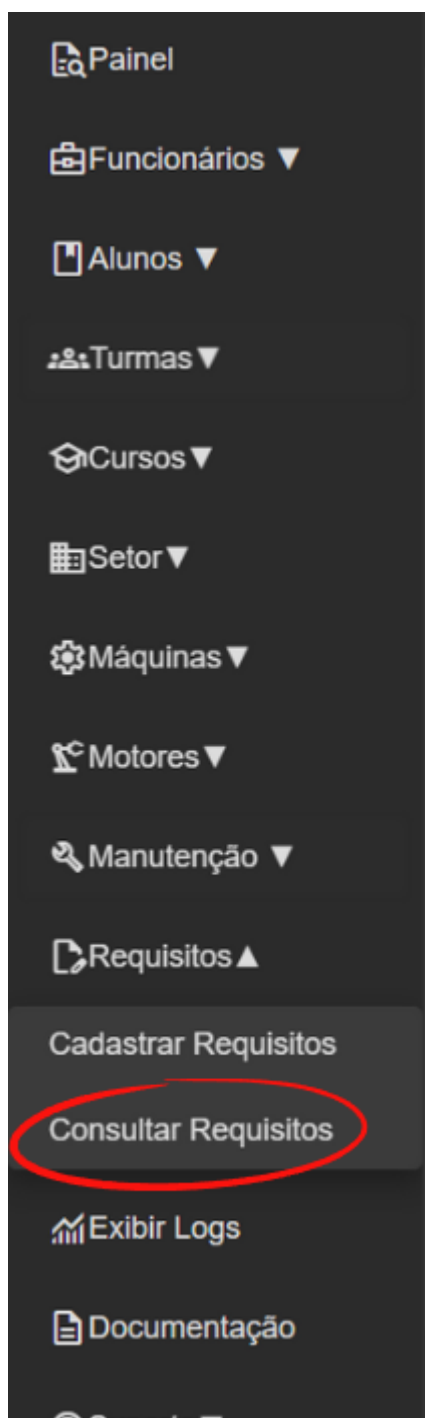 Painel
Funcionários ▼
Alunos ▼
Turmas▼
Cursos▼
Setor▼
Máquinas▼
Motores▼
Manutenção ▼
Requisitos▲
Cadastrar Requisitos
Consultar Requisitos
Exibir Logs
Documentação